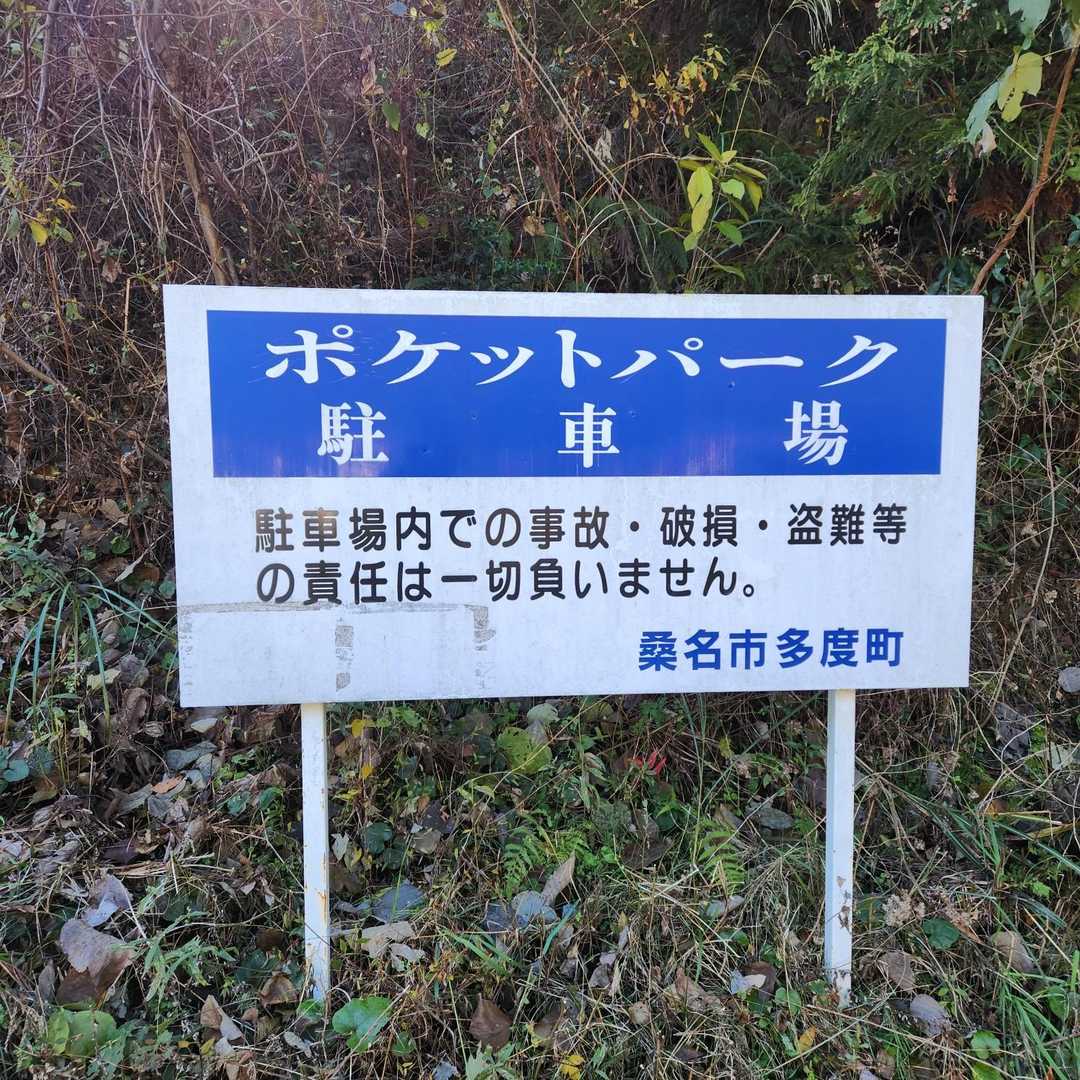 ポケットパーク
駐車場
駐車場内での事故・破損・盗難等
の責任は一切負いません。
桑名市多度町